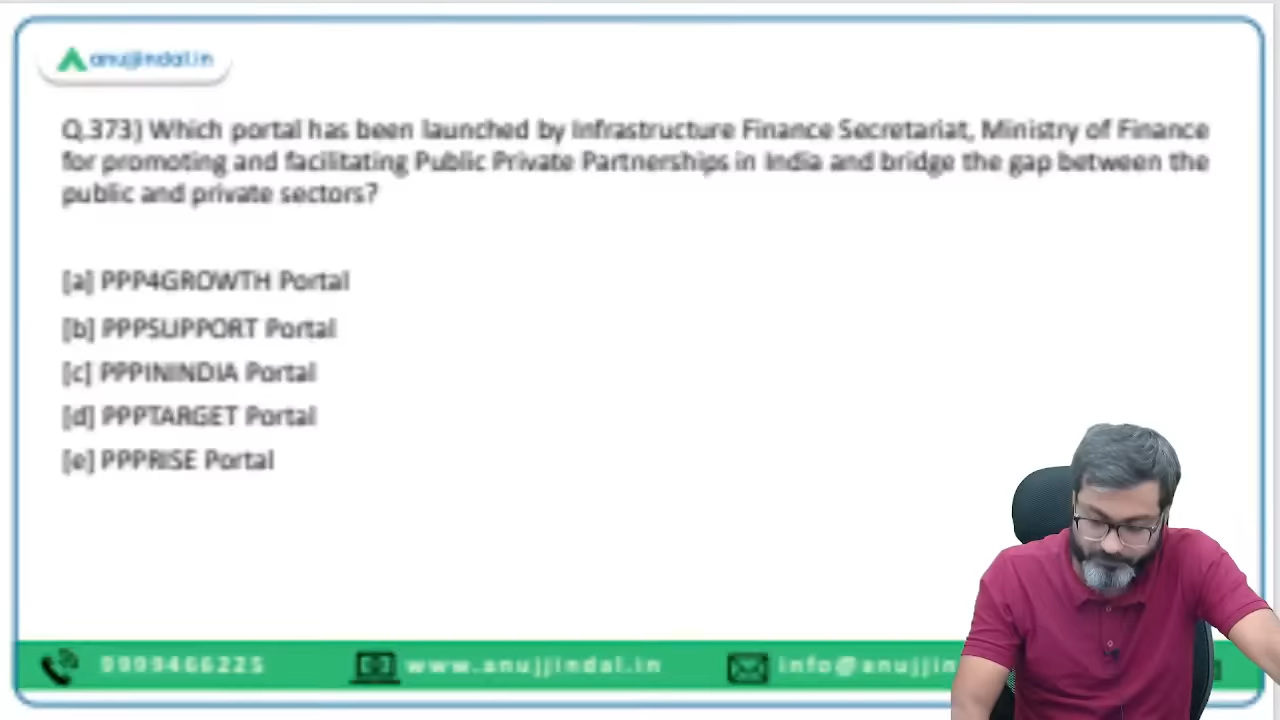 anujjindal.in
Q.373) Which portal has been launched by Infrastructure Finance Secretariat, Ministry of Finance
for promoting and facilitating Public Private Partnerships in India and bridge the gap between the
public and private sectors?
[a] PPP4GROWTH Portal
[b] PPPSUPPORT Portal
[c] PPPININDIA Portal
[d] PPPTARGET Portal
[e] PPPRISE Portal
9999466225 www.anujjindal.in info@anujjin